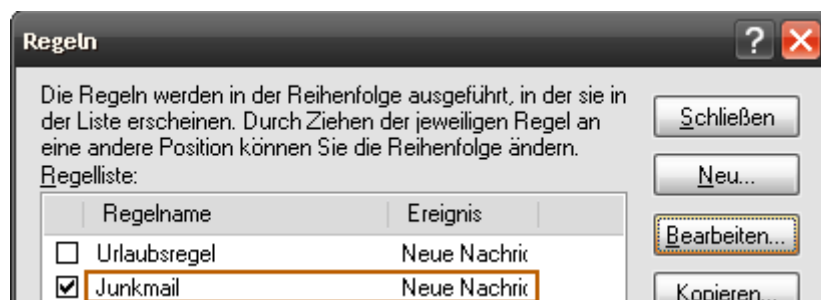 Regeln
Die Regeln werden in der Reihenfolge ausgeführt, in der sie in
der Liste erscheinen. Durch Ziehen der jeweiligen Regel an
eine andere Position können Sie die Reihenfolge ändern.
Regelliste:
Regelname Ereignis
Urlaubsregel Neue Nachric
Junkmail Neue Nachric
Schließen
Neu...
Bearbeiten...
Kopieren...